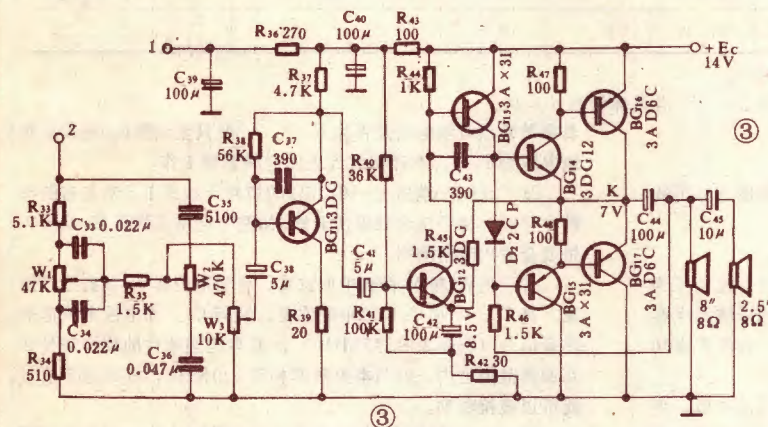 1
R36 270
C40
100μ
R43
100
+Ec
14V
C39
100μ
R37
4.7K
R44
1K
BG13 3A×31
R47
100
BG16
3AD6C
③
2
R38
56K
C37
390
R40
36K
C43
390
BG14
3DG12
K
7V
R33
5.1K
C33 0.022μ
C35
5100
BG11 3DG
R45
1.5K
D2 2CP
R48
100
C44
100μ
C45
10μ
W1
47K
R35
1.5K
W2
470K
C38
5μ
C41
5μ
BG12 3DG
8.5V
BG15
3A×31
BG17
3AD6C
C34
0.022μ
W3
10K
R39
20
R41
100K
C42
100μ
R46
1.5K
8″
8Ω
2.5″
8Ω
R34
510
C36
0.047μ
R42 30
③